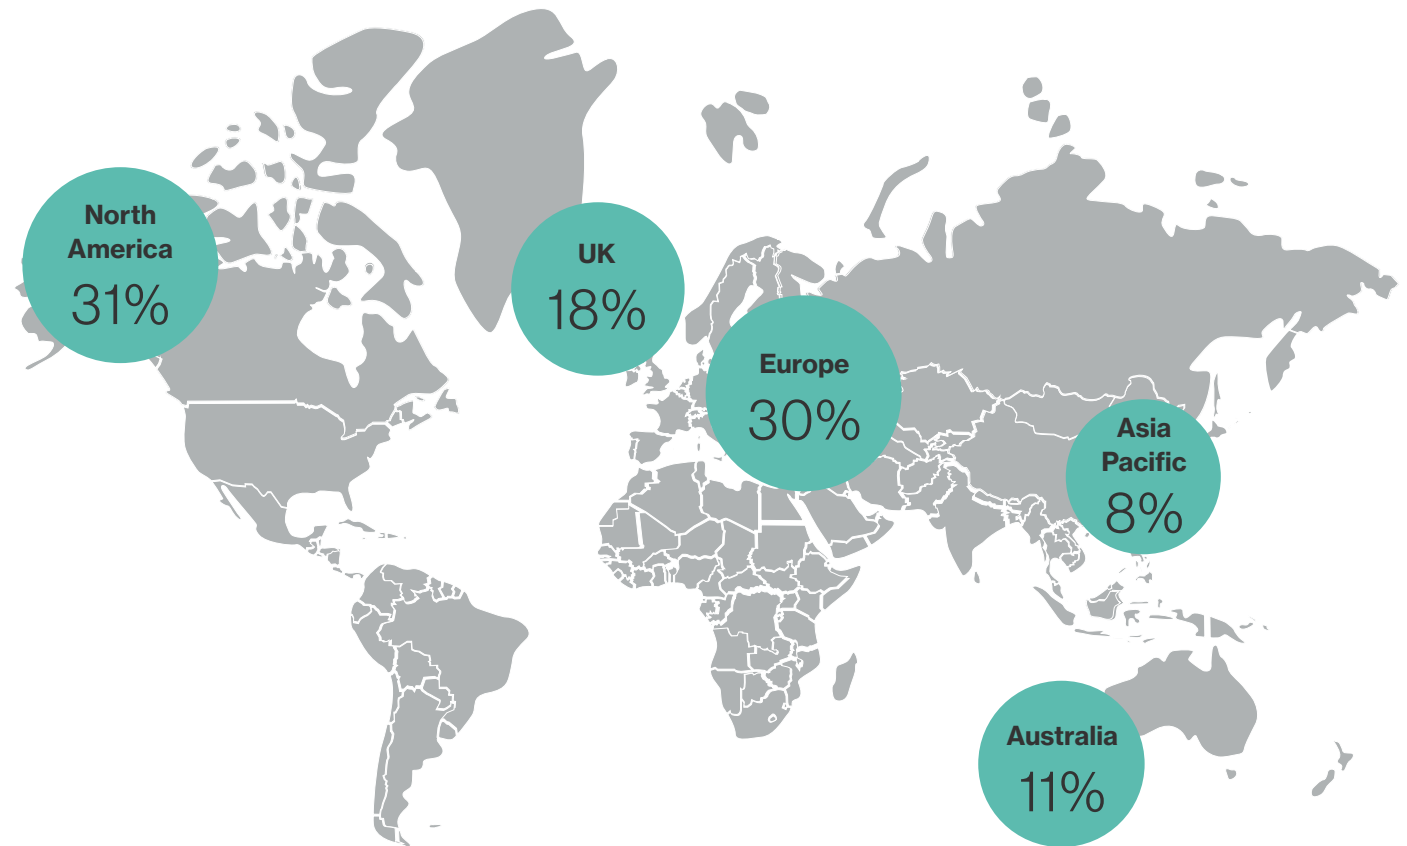 North
America
31%
UK
18%
Europe
30%
Asia
Pacific
8%
Australia
11%